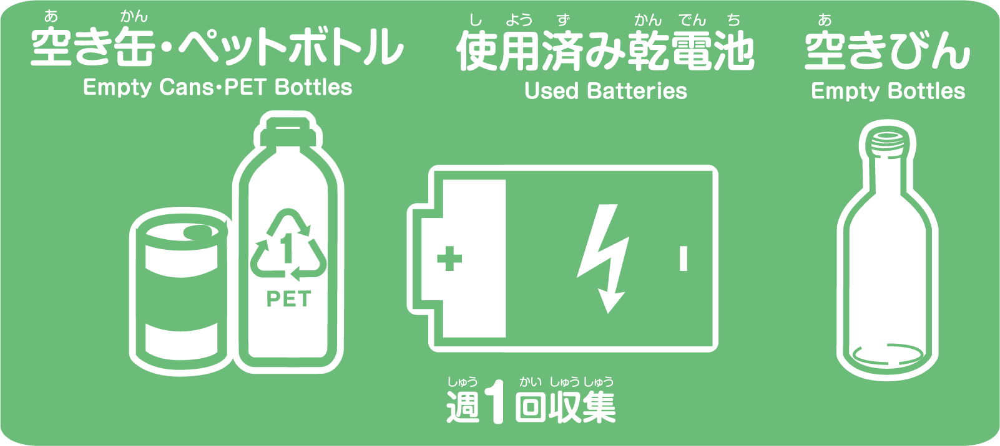 あ かん
空き缶・ペットボトル
Empty Cans・PET Bottles
し よう ず かん でん ち
使用済み乾電池
Used Batteries
あ
空きびん
Empty Bottles
1
PET
+
-
しゅう かい しゅう しゅう
週1回収集